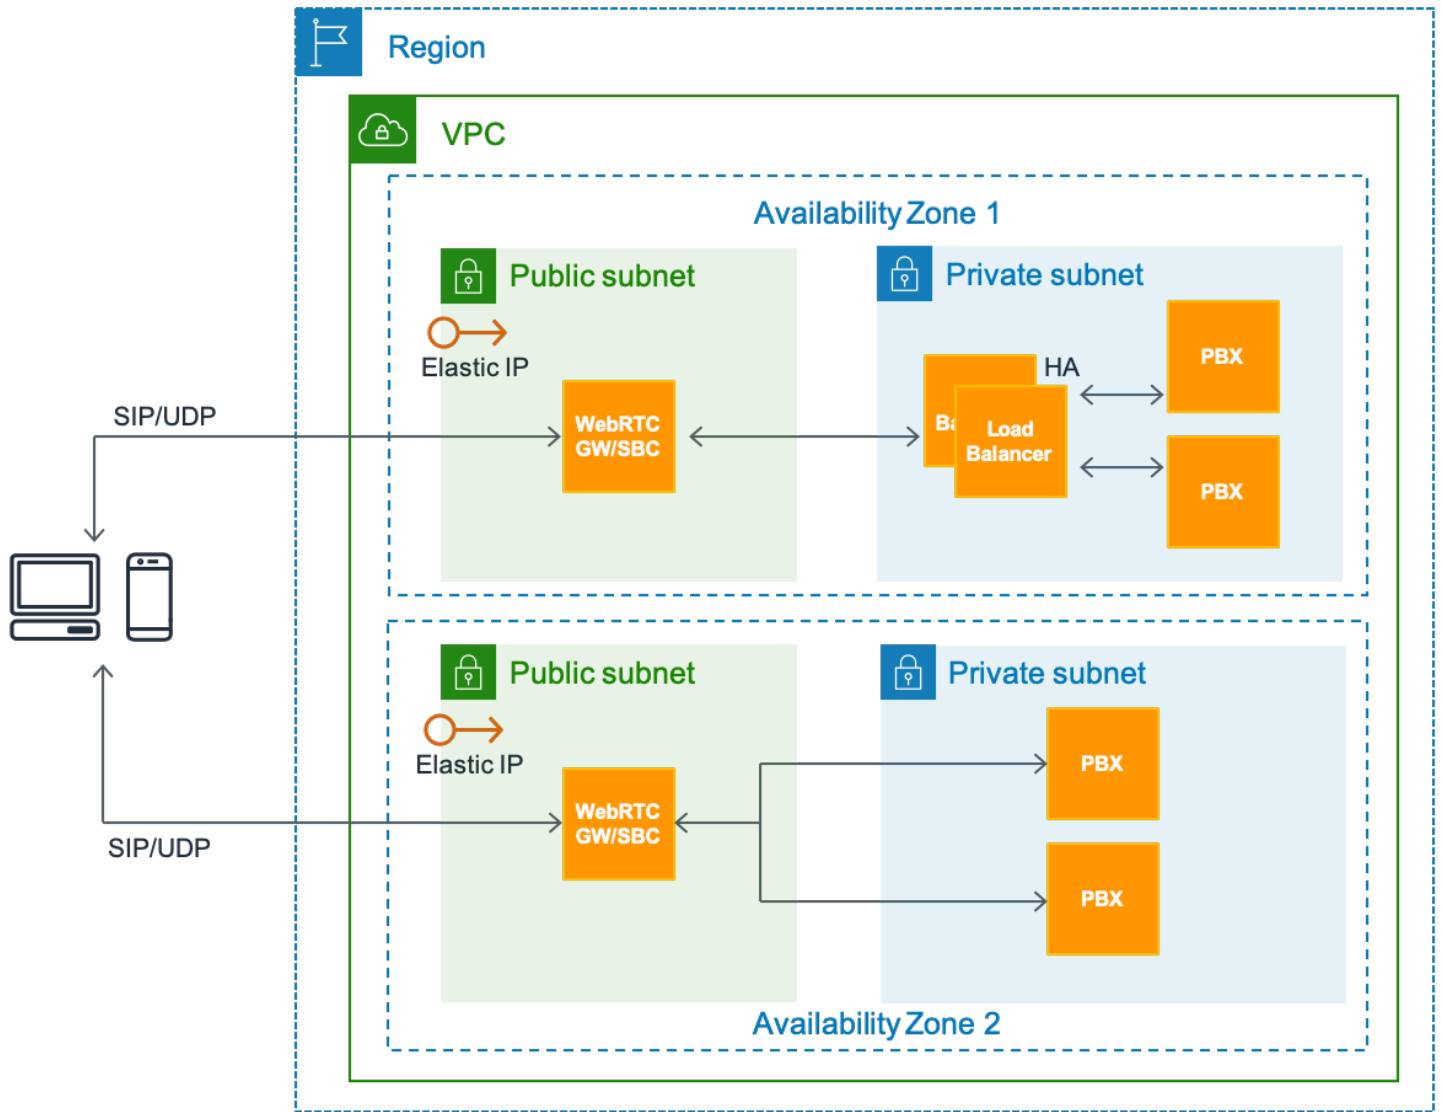 Region
VPC
Availability Zone 1
Public subnet
Private subnet
Elastic IP
HA
PBX
SIP/UDP
WebRTC
GW/SBC
Load
Balancer
PBX
Public subnet
Private subnet
Elastic IP
PBX
WebRTC
GW/SBC
SIP/UDP
PBX
Availability Zone 2